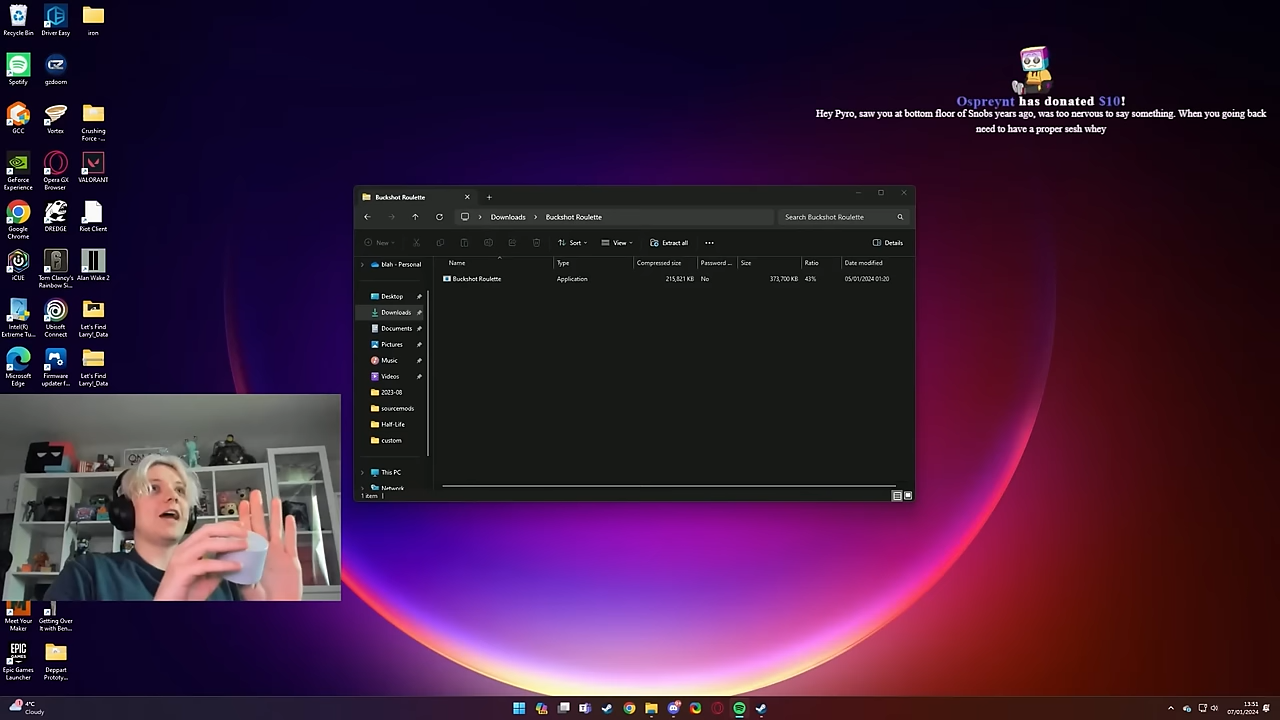 Recycle Bin
Driver Easy
iron
Spotify
gzdoom
GCC
Vortex
Crushing
Force -...
GeForce
Experience
Opera GX
Browser
VALORANT
Google
Chrome
DREDGE
Riot Client
iCUE
Tom Clancy's
Rainbow Si...
Alan Wake 2
Intel(R)
Extreme Tu...
Ubisoft
Connect
Let's Find
Larry!_Data
Microsoft
Edge
Firmware
updater f...
Let's Find
Larry!_Data
Meet Your
Maker
Getting Over
It with Ben...
EPIC
GAMES
Epic Games
Launcher
Deppart
Prototy...
Ospreynt has donated $10!
Hey Pyro, saw you at bottom floor of Snobs years ago, was too nervous to say something. When you going back
need to have a proper sesh whey
Buckshot Roulette
Downloads > Buckshot Roulette
Search Buckshot Roulette
New
Sort
View
Extract all
Details
Name Type Compressed size Password ... Size Ratio Date modified
Buckshot Roulette Application 215,821 KB No 373,700 KB 43% 05/01/2024 01:20
blah - Personal
Desktop
Downloads
Documents
Pictures
Music
Videos
2023-08
sourcemods
Half-Life
custom
This PC
Network
1 item
4°C
Cloudy
13:51
07/01/2024